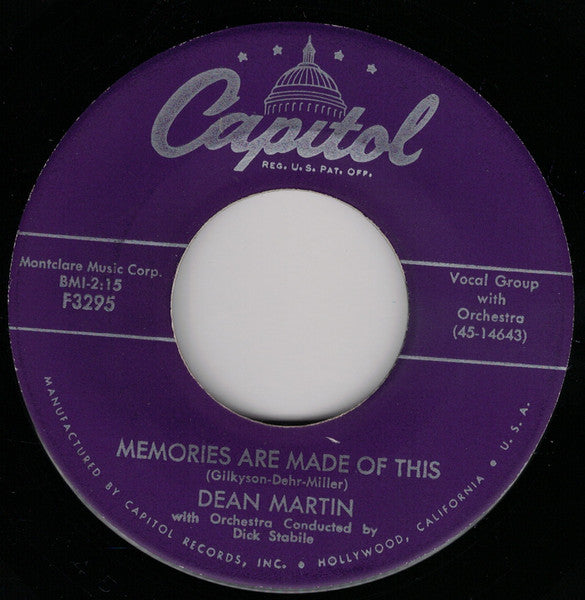 Capitol
REG. U. S. PAT. OFF.
Montclare Music Corp.
BMI-2:15
F3295
Vocal Group
with
Orchestra
(45-14643)
MEMORIES ARE MADE OF THIS
(Gilkyson-Dehr-Miller)
DEAN MARTIN
with Orchestra Conducted by
Dick Stabile
MANUFACTURED BY CAPITOL RECORDS, INC. • HOLLYWOOD, CALIFORNIA • U. S. A.